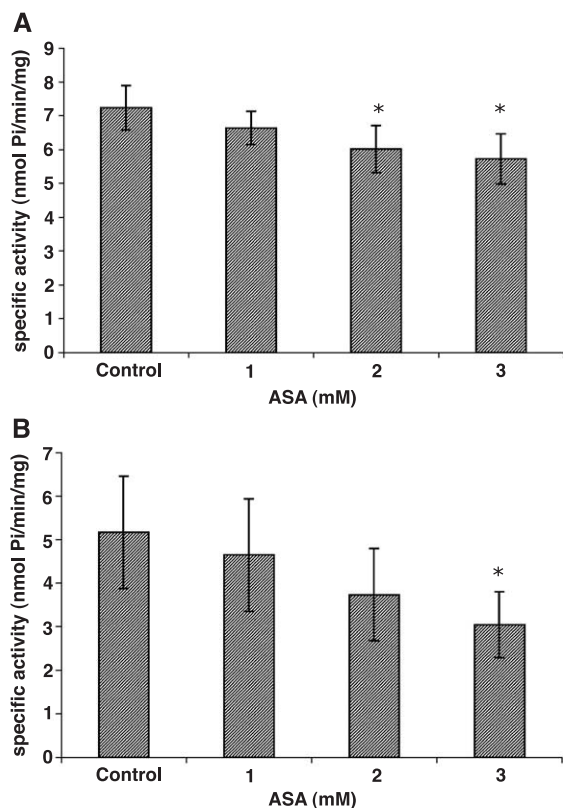 A
specific activity (nmol Pi/min/mg)
9
8
7
6
5
4
3
2
1
0
* *
Control 1 2 3
ASA (mM)
B
specific activity (nmol Pi/min/mg)
7
6
5
4
3
2
1
0
*
Control 1 2 3
ASA (mM)